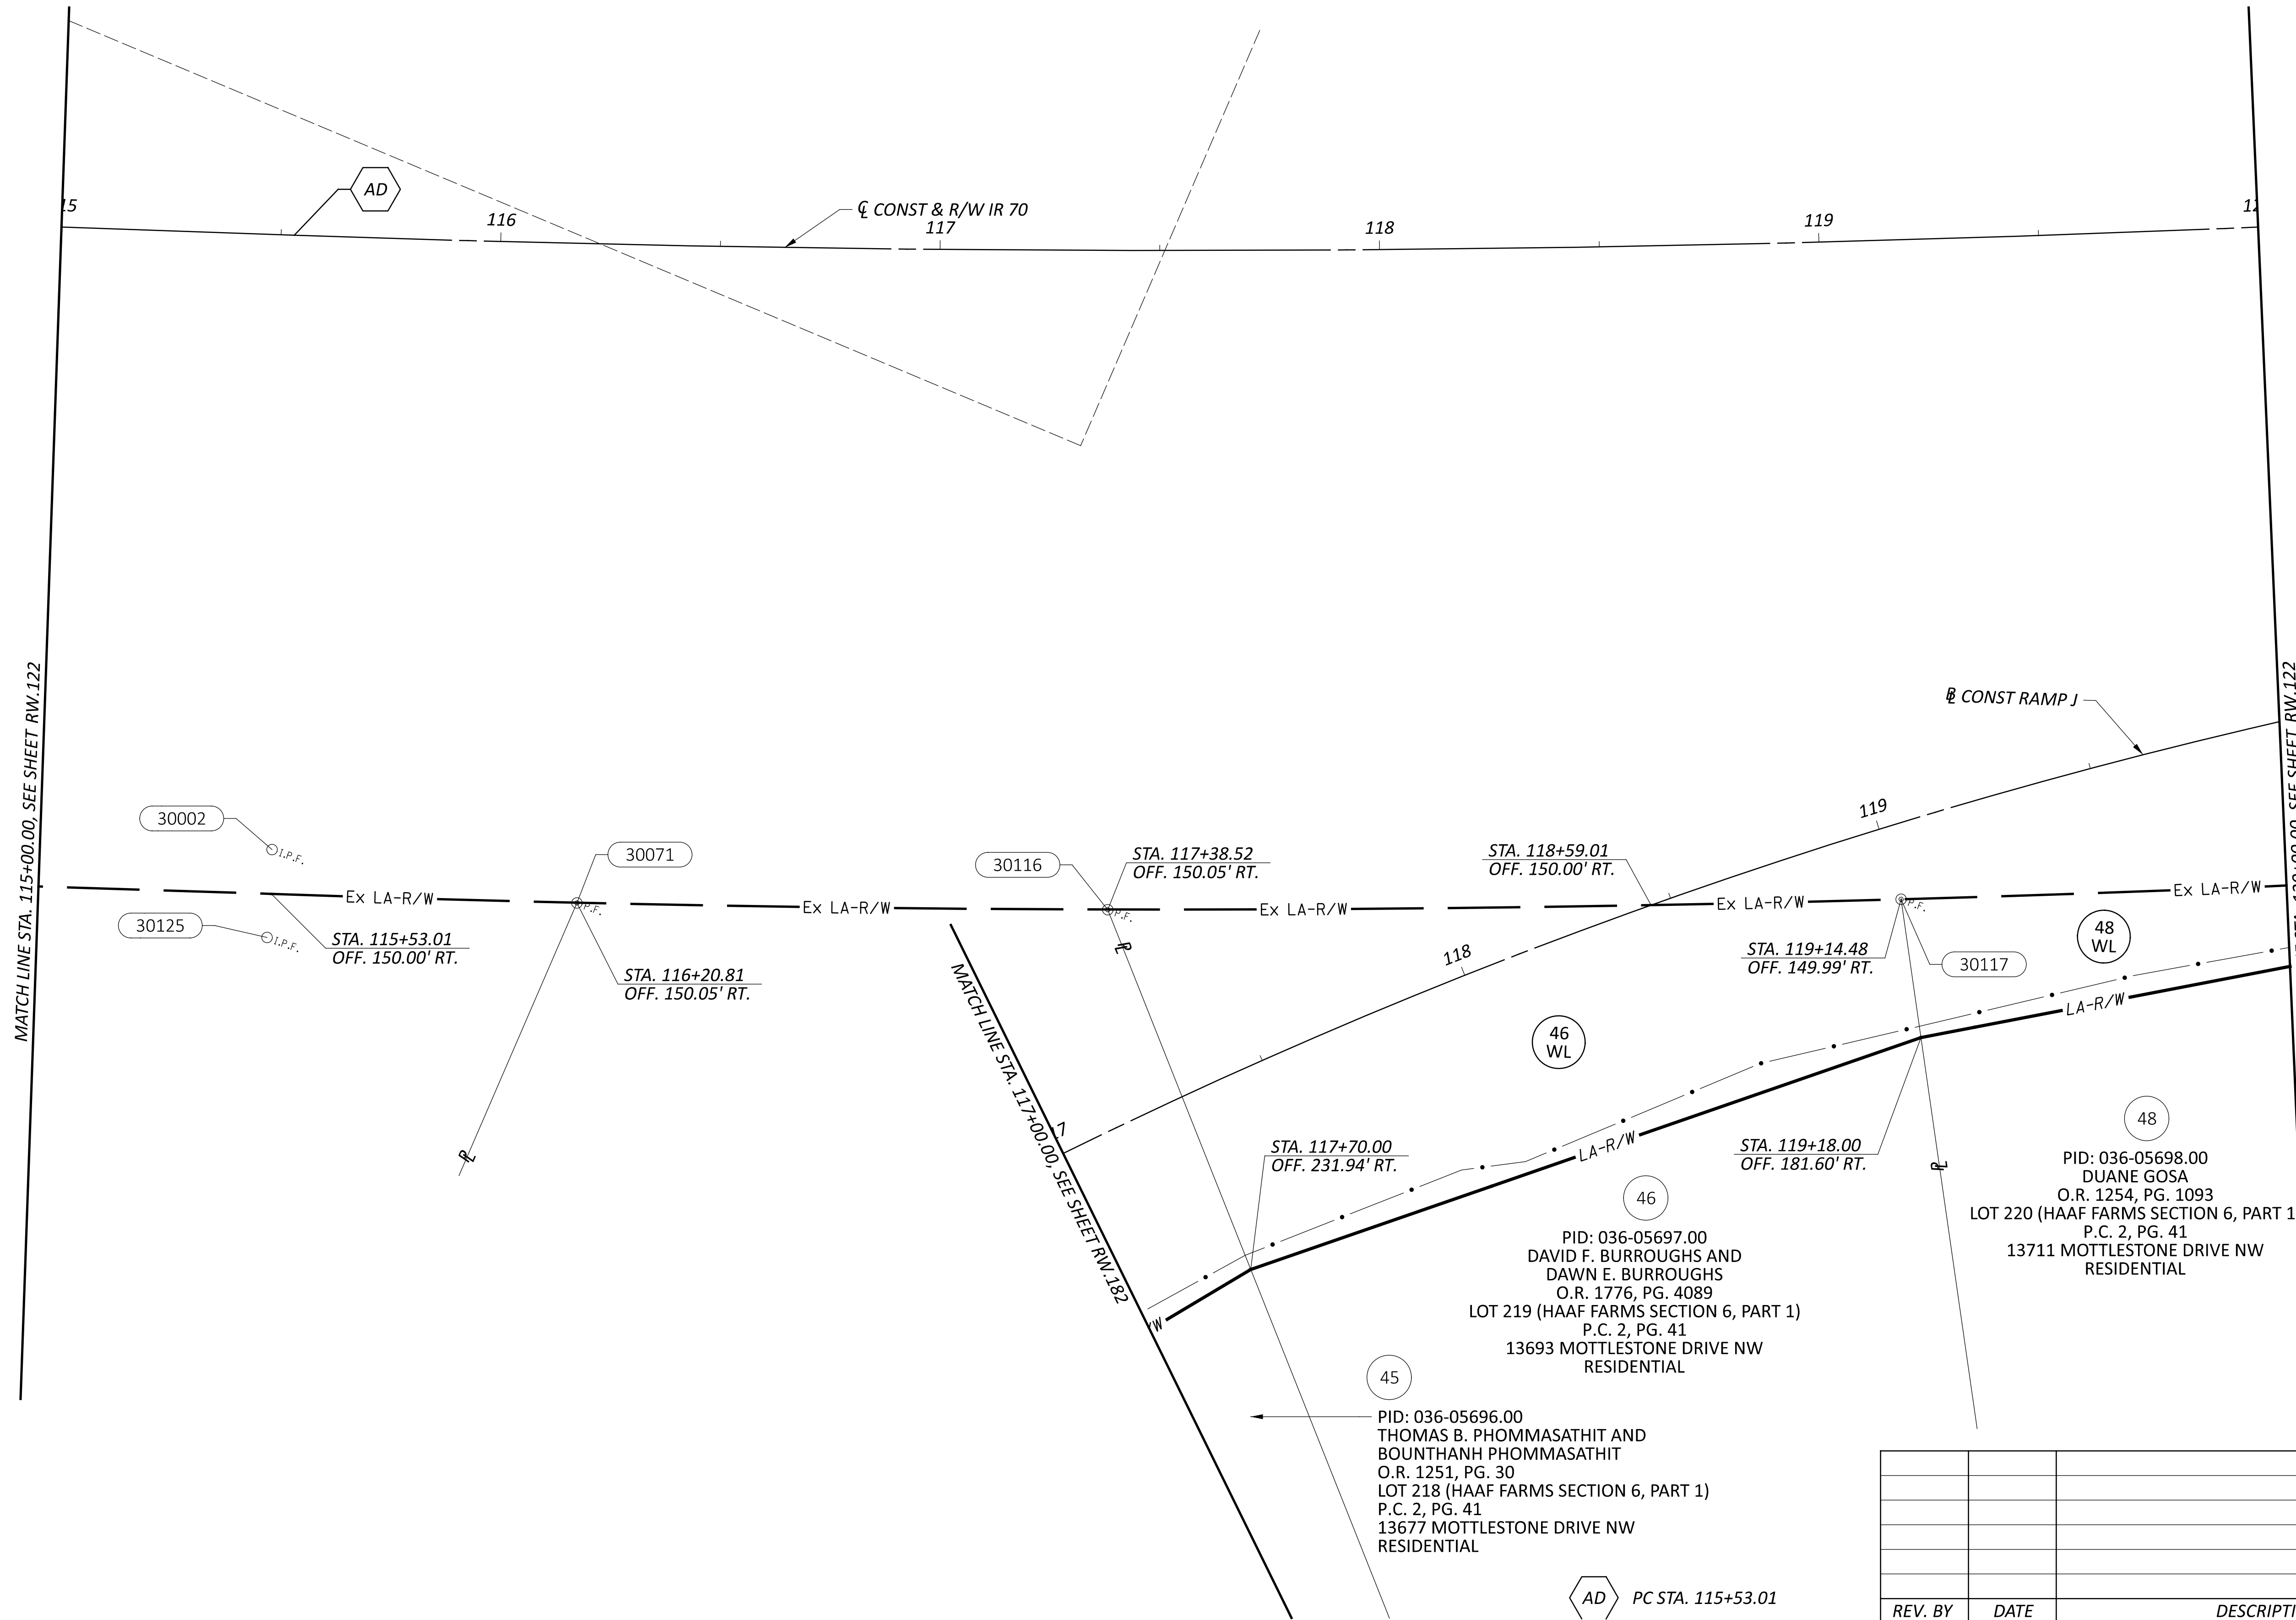 15
AD
116
℄ CONST & R/W IR 70
117
118
119
12
MATCH LINE STA. 115+00.00, SEE SHEET RW.122
SEE SHEET RW.122
BL CONST RAMP J
30002
I.P.F.
30125
I.P.F.
STA. 115+53.01
OFF. 150.00' RT.
Ex LA-R/W
30071
P.F.
STA. 116+20.81
OFF. 150.05' RT.
Ex LA-R/W
30116
P.F.
STA. 117+38.52
OFF. 150.05' RT.
PL
PL
Ex LA-R/W
STA. 118+59.01
OFF. 150.00' RT.
119
Ex LA-R/W
P.F.
Ex LA-R/W
118
STA. 119+14.48
OFF. 149.99' RT.
30117
48
WL
LA-R/W
46
WL
MATCH LINE STA. 117+00.00, SEE SHEET RW.182
7
STA. 117+70.00
OFF. 231.94' RT.
LA-R/W
STA. 119+18.00
OFF. 181.60' RT.
PL
/W
48
PID: 036-05698.00
DUANE GOSA
O.R. 1254, PG. 1093
LOT 220 (HAAF FARMS SECTION 6, PART 1
P.C. 2, PG. 41
13711 MOTTLESTONE DRIVE NW
RESIDENTIAL
46
PID: 036-05697.00
DAVID F. BURROUGHS AND
DAWN E. BURROUGHS
O.R. 1776, PG. 4089
LOT 219 (HAAF FARMS SECTION 6, PART 1)
P.C. 2, PG. 41
13693 MOTTLESTONE DRIVE NW
RESIDENTIAL
45
PID: 036-05696.00
THOMAS B. PHOMMASATHIT AND
BOUNTHANH PHOMMASATHIT
O.R. 1251, PG. 30
LOT 218 (HAAF FARMS SECTION 6, PART 1)
P.C. 2, PG. 41
13677 MOTTLESTONE DRIVE NW
RESIDENTIAL
AD PC STA. 115+53.01
REV. BY DATE DESCRIPTI